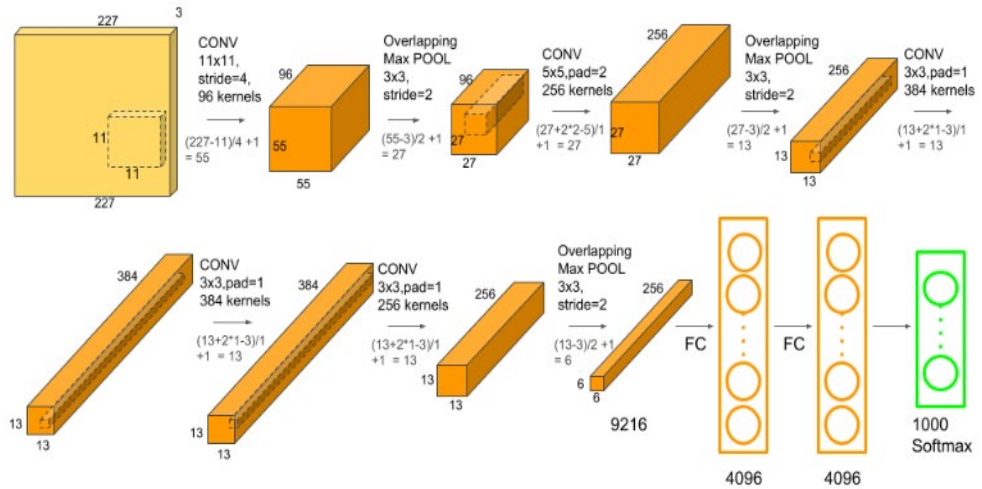 227
3
11
11
227
CONV
11x11,
stride=4,
96 kernels
(227-11)/4 +1
= 55
96
55
55
Overlapping
Max POOL
3x3,
stride=2
(55-3)/2 +1
= 27
96
27
27
CONV
5x5,pad=2
256 kernels
(27+2*2-5)/1
+1 = 27
256
27
27
Overlapping
Max POOL
3x3,
stride=2
(27-3)/2 +1
= 13
256
13
13
CONV
3x3,pad=1
384 kernels
(13+2*1-3)/1
+1 = 13
384
13
13
CONV
3x3,pad=1
384 kernels
(13+2*1-3)/1
+1 = 13
384
13
13
CONV
3x3,pad=1
256 kernels
(13+2*1-3)/1
+1 = 13
256
13
13
Overlapping
Max POOL
3x3,
stride=2
(13-3)/2 +1
= 6
256
6
6
9216
FC
4096
FC
4096
1000
Softmax